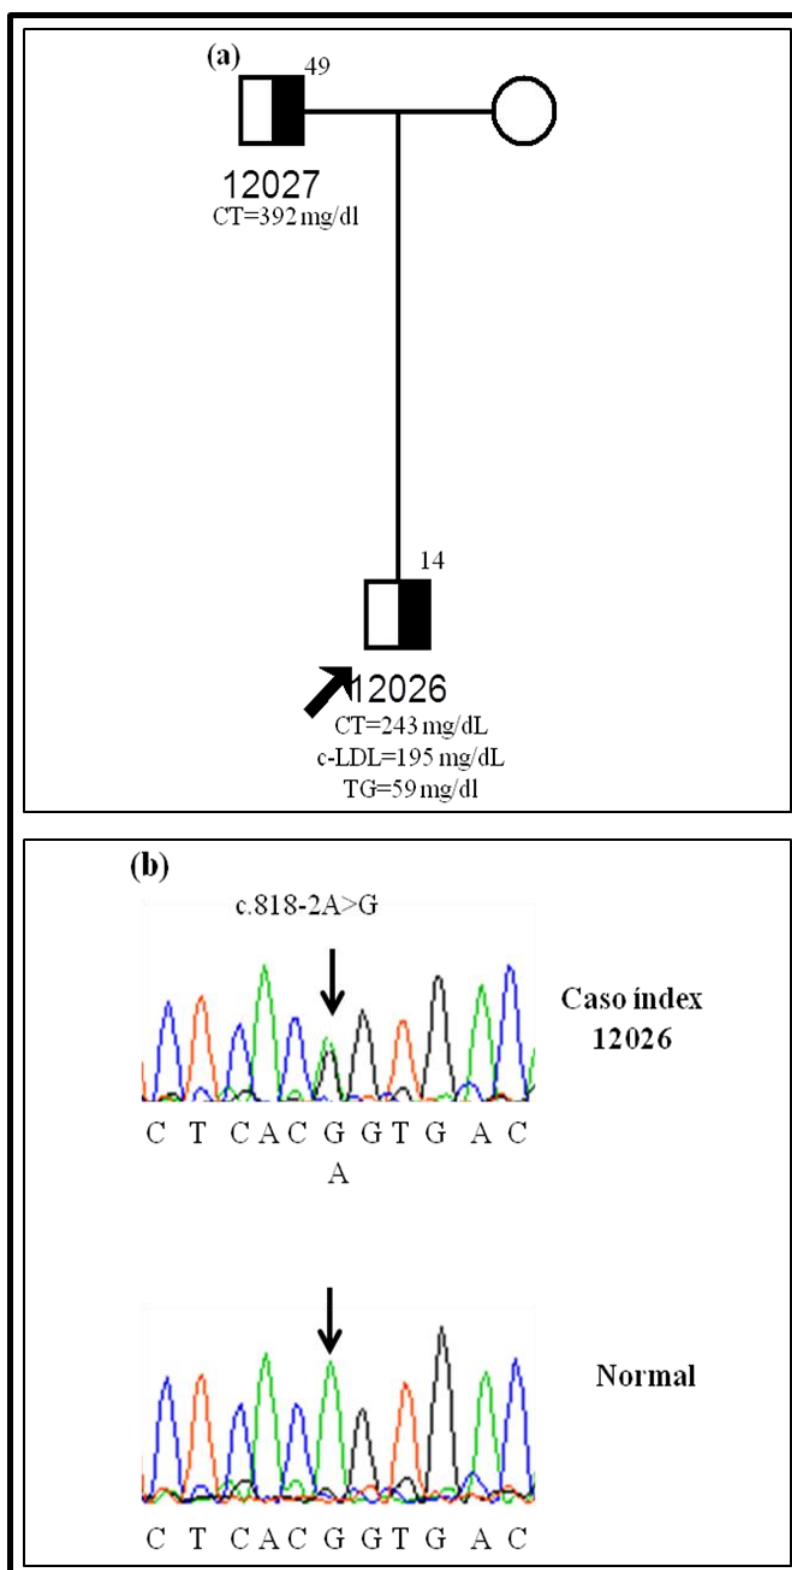 (a)
49
12027
CT=392 mg/dl
14
12026
CT=243 mg/dL
c-LDL=195 mg/dL
TG=59 mg/dl
(b)
c.818-2A>G
Caso índex
12026
C T C A C G G T G A C
A
Normal
C T C A C G G T G A C